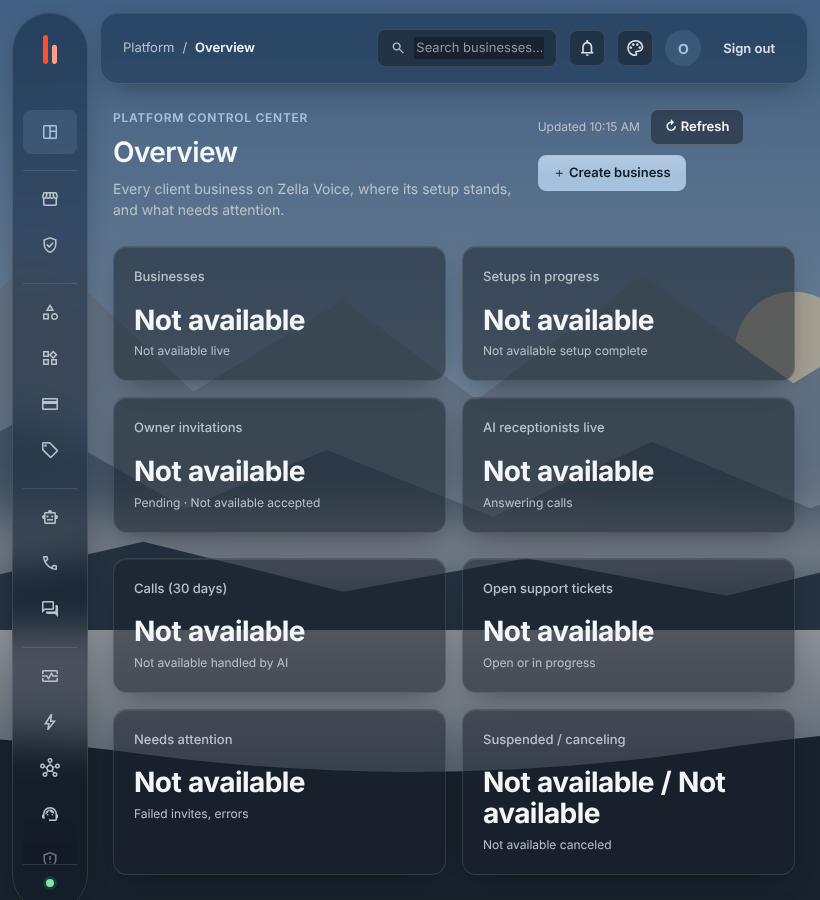 Platform / Overview
Search businesses...
O
Sign out
PLATFORM CONTROL CENTER
Overview
Every client business on Zella Voice, where its setup stands,
and what needs attention.
Updated 10:15 AM
Refresh
+ Create business
Businesses
Not available
Not available live
Setups in progress
Not available
Not available setup complete
Owner invitations
Not available
Pending · Not available accepted
AI receptionists live
Not available
Answering calls
Calls (30 days)
Not available
Not available handled by AI
Open support tickets
Not available
Open or in progress
Needs attention
Not available
Failed invites, errors
Suspended / canceling
Not available / Not
available
Not available canceled